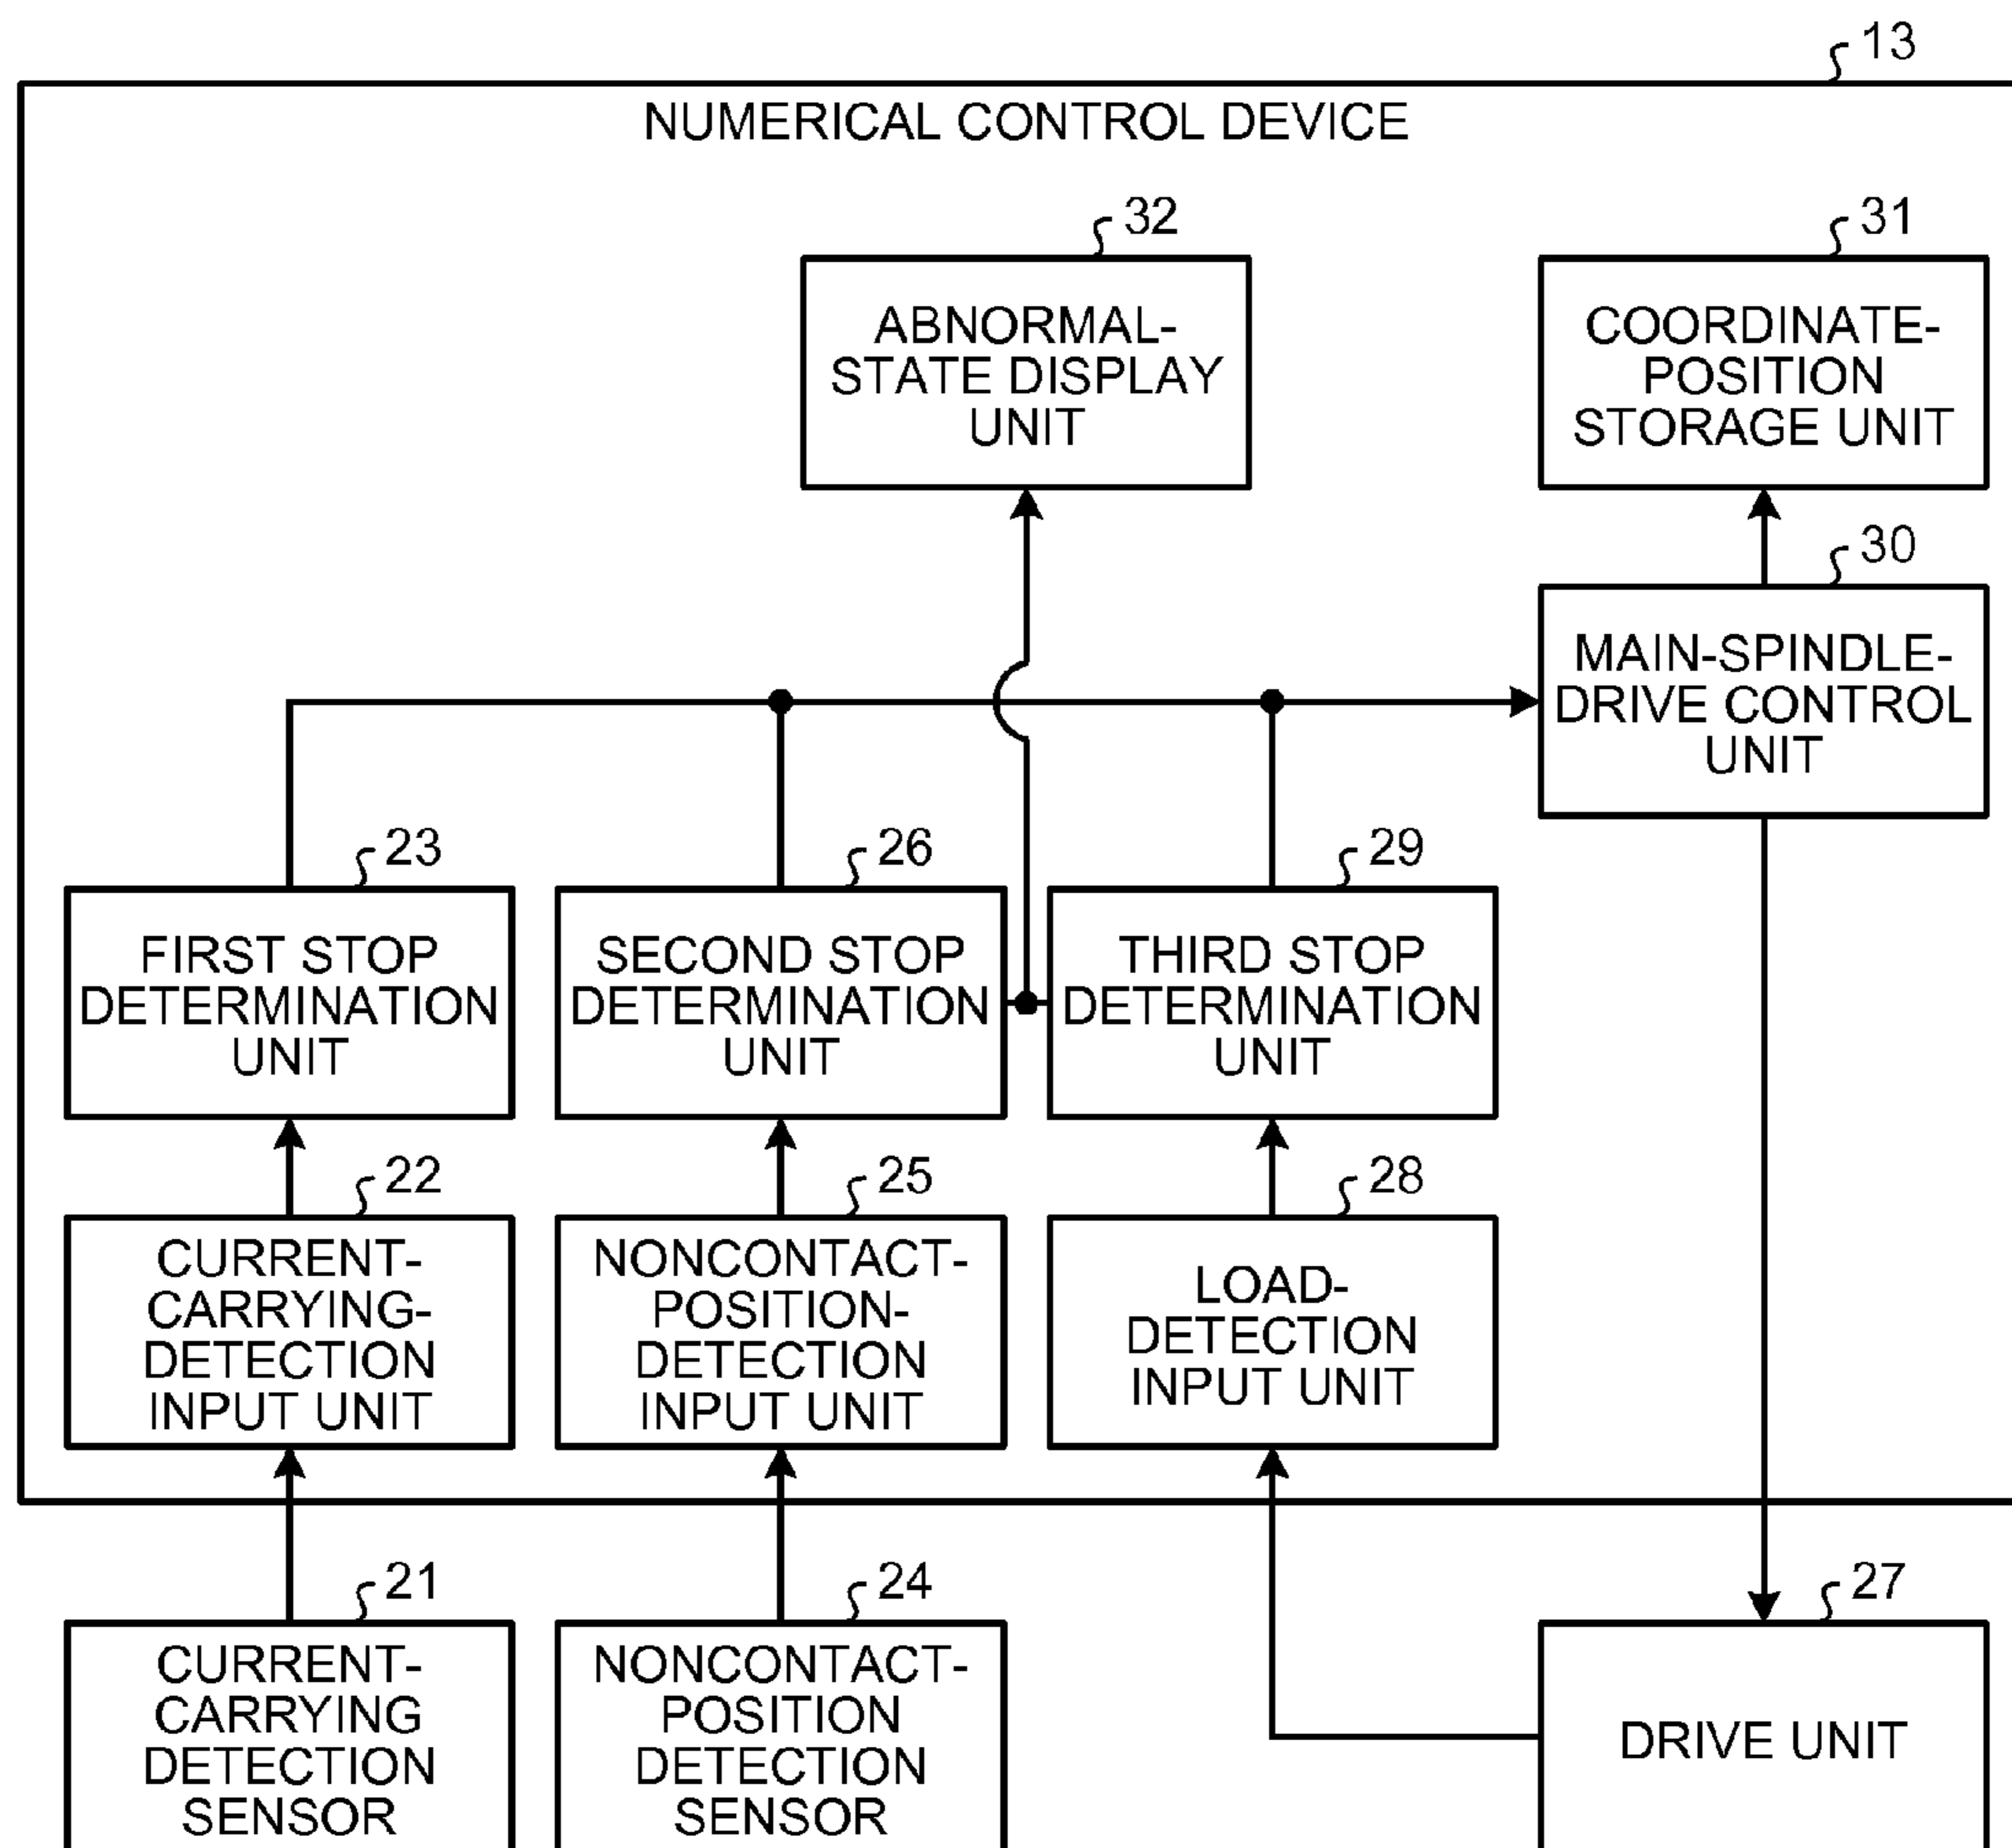 13
NUMERICAL CONTROL DEVICE
32
31
ABNORMAL-
STATE DISPLAY
UNIT
COORDINATE-
POSITION
STORAGE UNIT
30
MAIN-SPINDLE-
DRIVE CONTROL
UNIT
23
26
29
FIRST STOP
DETERMINATION
UNIT
SECOND STOP
DETERMINATION
UNIT
THIRD STOP
DETERMINATION
UNIT
22
25
28
CURRENT-
CARRYING-
DETECTION
INPUT UNIT
NONCONTACT-
POSITION-
DETECTION
INPUT UNIT
LOAD-
DETECTION
INPUT UNIT
21
24
27
CURRENT-
CARRYING
DETECTION
SENSOR
NONCONTACT-
POSITION
DETECTION
SENSOR
DRIVE UNIT